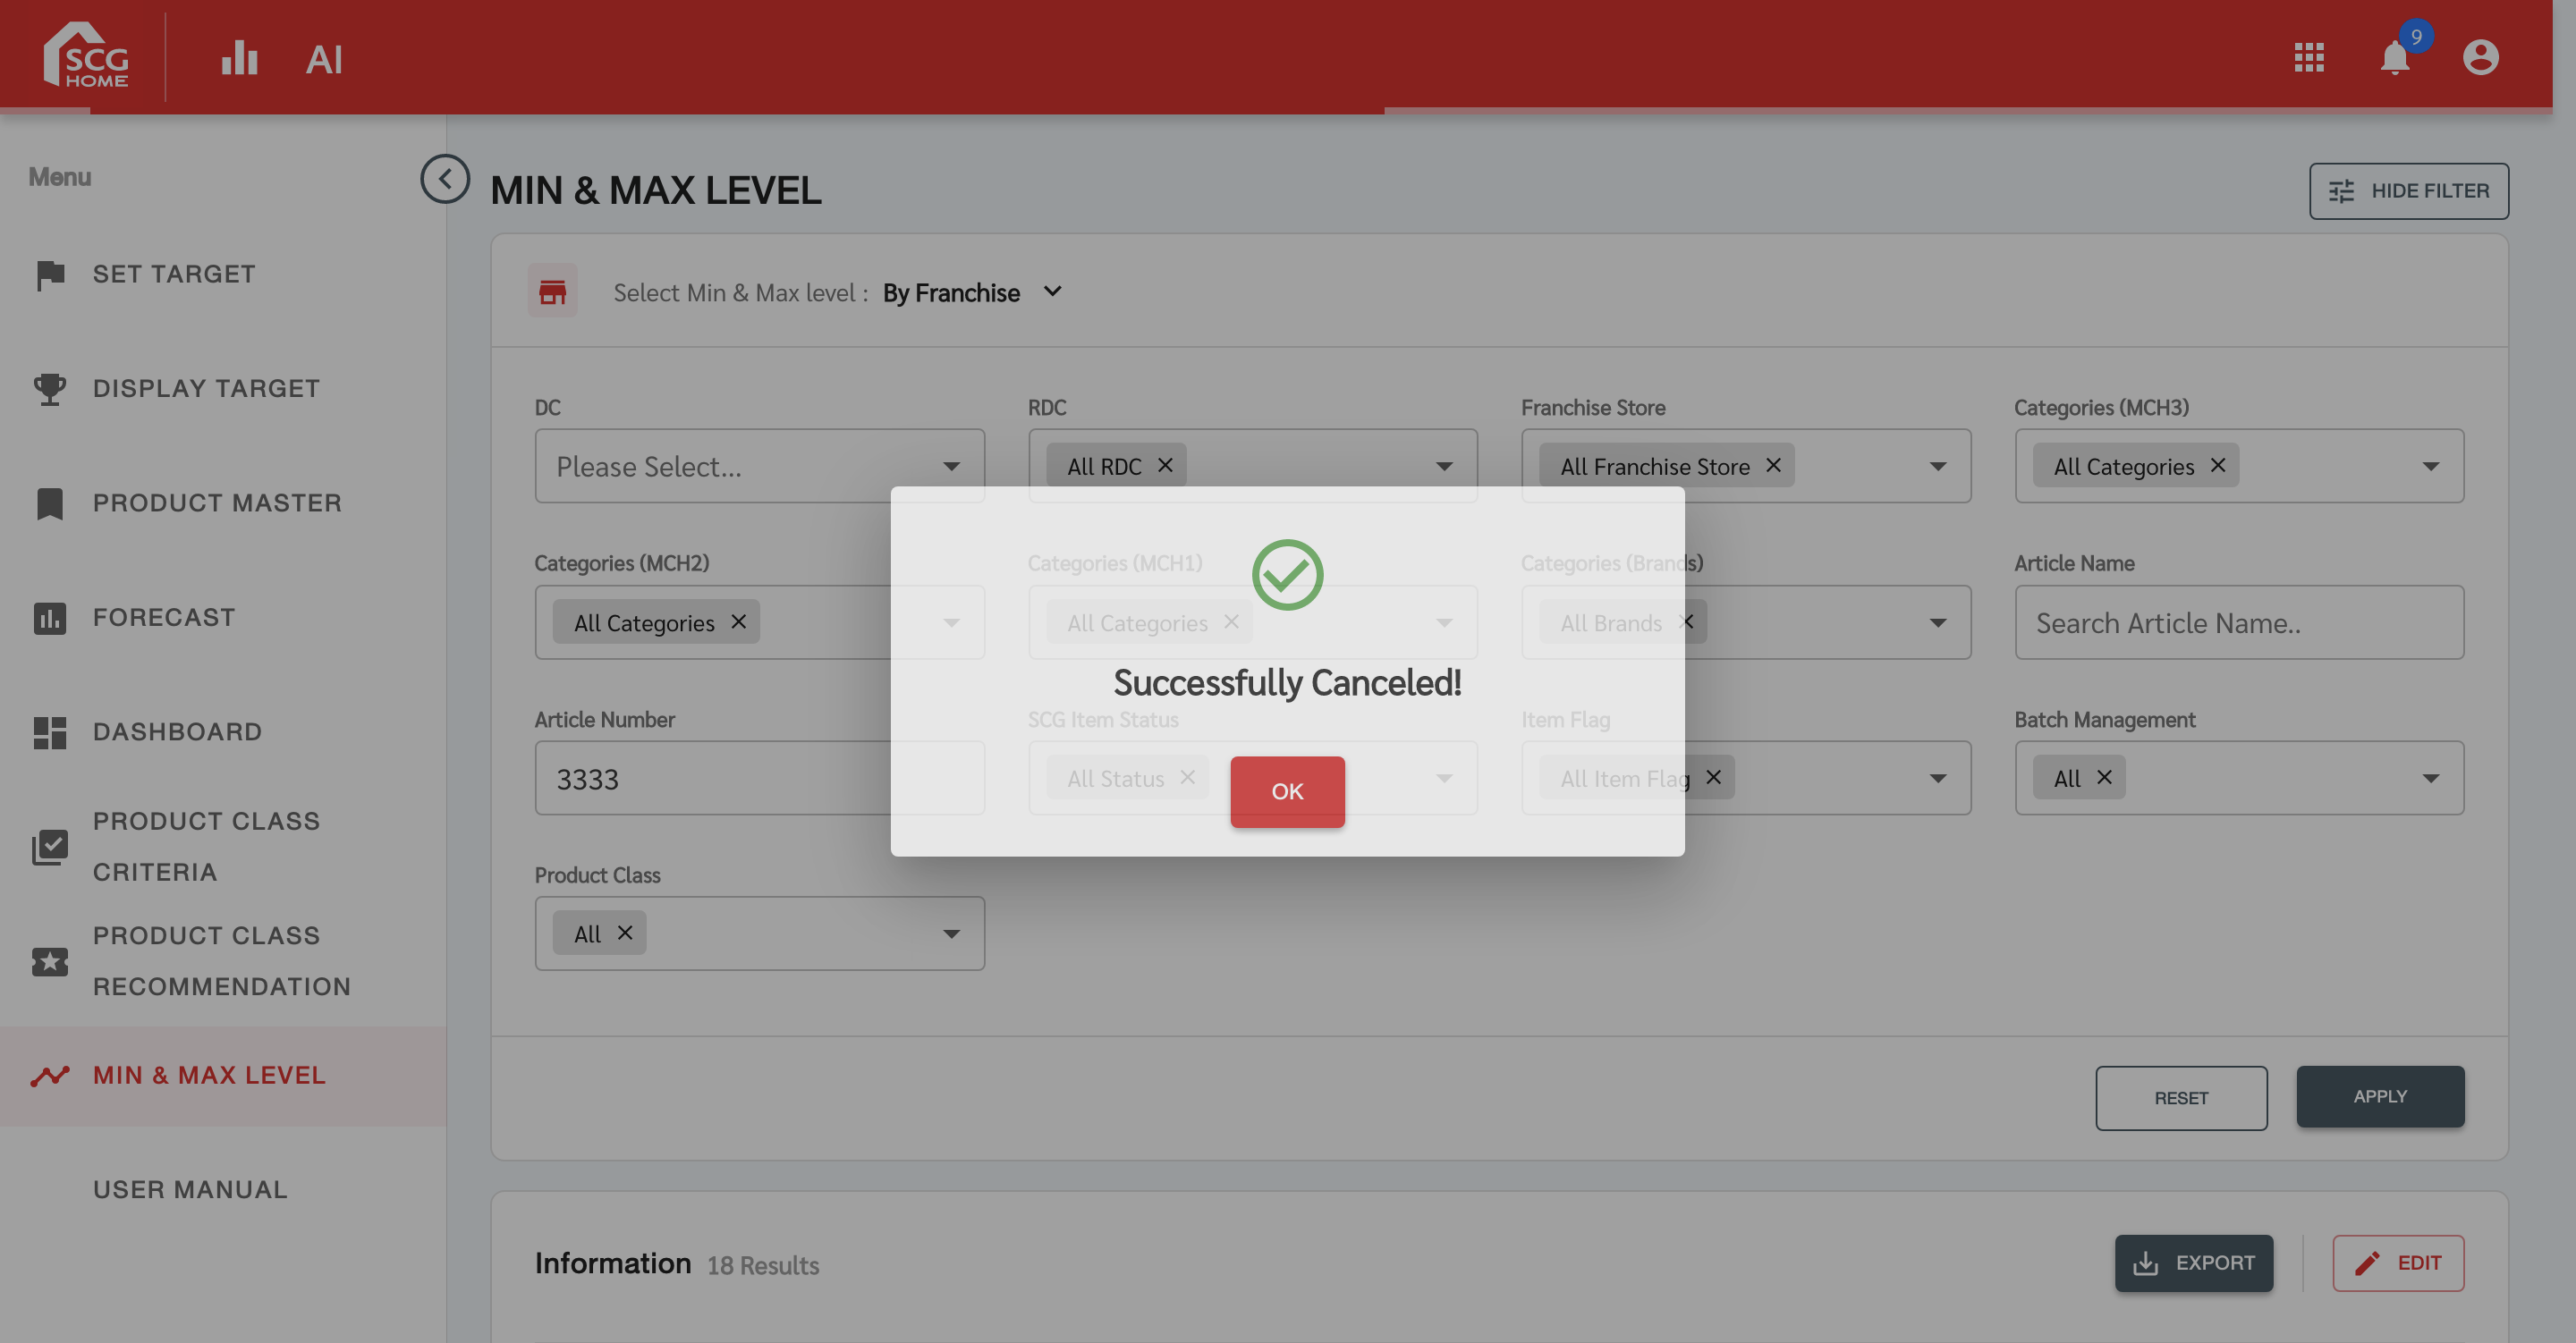 SCG
HOME
AI
9
Menu
SET TARGET
DISPLAY TARGET
PRODUCT MASTER
FORECAST
DASHBOARD
PRODUCT CLASS
CRITERIA
PRODUCT CLASS
RECOMMENDATION
MIN & MAX LEVEL
USER MANUAL
MIN & MAX LEVEL
HIDE FILTER
Select Min & Max level : By Franchise
DC
RDC
Franchise Store
Categories (MCH3)
Please Select...
All RDC
All Franchise Store
All Categories
Categories (MCH2)
Categories (MCH1)
Categories (Brands)
Article Name
All Categories
All Categories
All Brands
Search Article Name..
Successfully Canceled!
Article Number
SCG Item Status
Item Flag
Batch Management
3333
All Status
OK
All Item Flag
All
Product Class
All
RESET
APPLY
Information 18 Results
EXPORT
EDIT